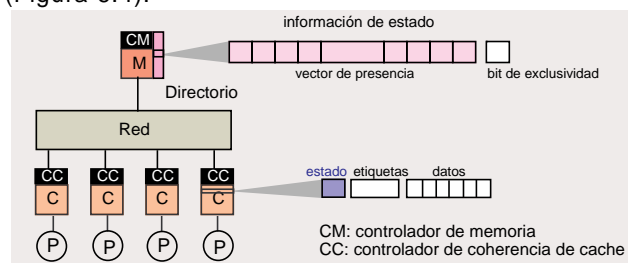 (Figura 6.4).
información de estado
CM
M
vector de presencia
bit de exclusividad
Directorio
Red
CC CC CC CC
C C C C
estado etiquetas datos
P P P P
CM: controlador de memoria
CC: controlador de coherencia de cache